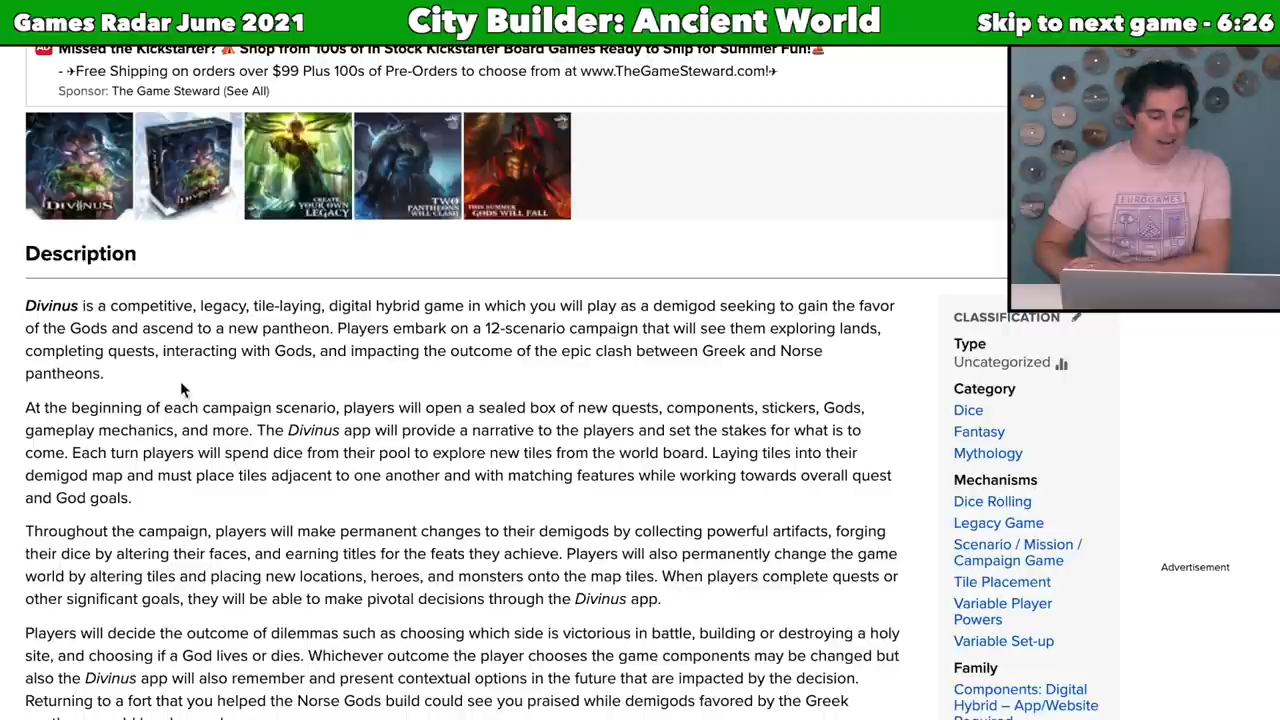 Games Radar June 2021
City Builder: Ancient World
Skip to next game - 6:26
AD Missed the Kickstarter? Shop from 100s of In Stock Kickstarter Board Games Ready to Ship for Summer Fun!
- ✈Free Shipping on orders over $99 Plus 100s of Pre-Orders to choose from at www.TheGameSteward.com!✈
Sponsor: The Game Steward (See All)
DIVINUS
DIVINUS
CREATE YOUR OWN LEGACY
TWO PANTHEONS WILL CLASH
THIS SUMMER GODS WILL FALL
EUROGAMES
Description
Divinus is a competitive, legacy, tile-laying, digital hybrid game in which you will play as a demigod seeking to gain the favor
of the Gods and ascend to a new pantheon. Players embark on a 12-scenario campaign that will see them exploring lands,
completing quests, interacting with Gods, and impacting the outcome of the epic clash between Greek and Norse
pantheons.
At the beginning of each campaign scenario, players will open a sealed box of new quests, components, stickers, Gods,
gameplay mechanics, and more. The Divinus app will provide a narrative to the players and set the stakes for what is to
come. Each turn players will spend dice from their pool to explore new tiles from the world board. Laying tiles into their
demigod map and must place tiles adjacent to one another and with matching features while working towards overall quest
and God goals.
Throughout the campaign, players will make permanent changes to their demigods by collecting powerful artifacts, forging
their dice by altering their faces, and earning titles for the feats they achieve. Players will also permanently change the game
world by altering tiles and placing new locations, heroes, and monsters onto the map tiles. When players complete quests or
other significant goals, they will be able to make pivotal decisions through the Divinus app.
Players will decide the outcome of dilemmas such as choosing which side is victorious in battle, building or destroying a holy
site, and choosing if a God lives or dies. Whichever outcome the player chooses the game components may be changed but
also the Divinus app will also remember and present contextual options in the future that are impacted by the decision.
Returning to a fort that you helped the Norse Gods build could see you praised while demigods favored by the Greek
CLASSIFICATION
Type
Uncategorized
Category
Dice
Fantasy
Mythology
Mechanisms
Dice Rolling
Legacy Game
Scenario / Mission /
Campaign Game
Tile Placement
Variable Player
Powers
Variable Set-up
Family
Components: Digital
Hybrid – App/Website
Advertisement